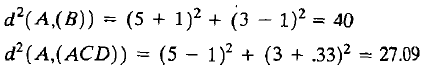 d²(A,(B)) = (5 + 1)² + (3 − 1)² = 40
d²(A,(ACD)) = (5 − 1)² + (3 + .33)² = 27.09